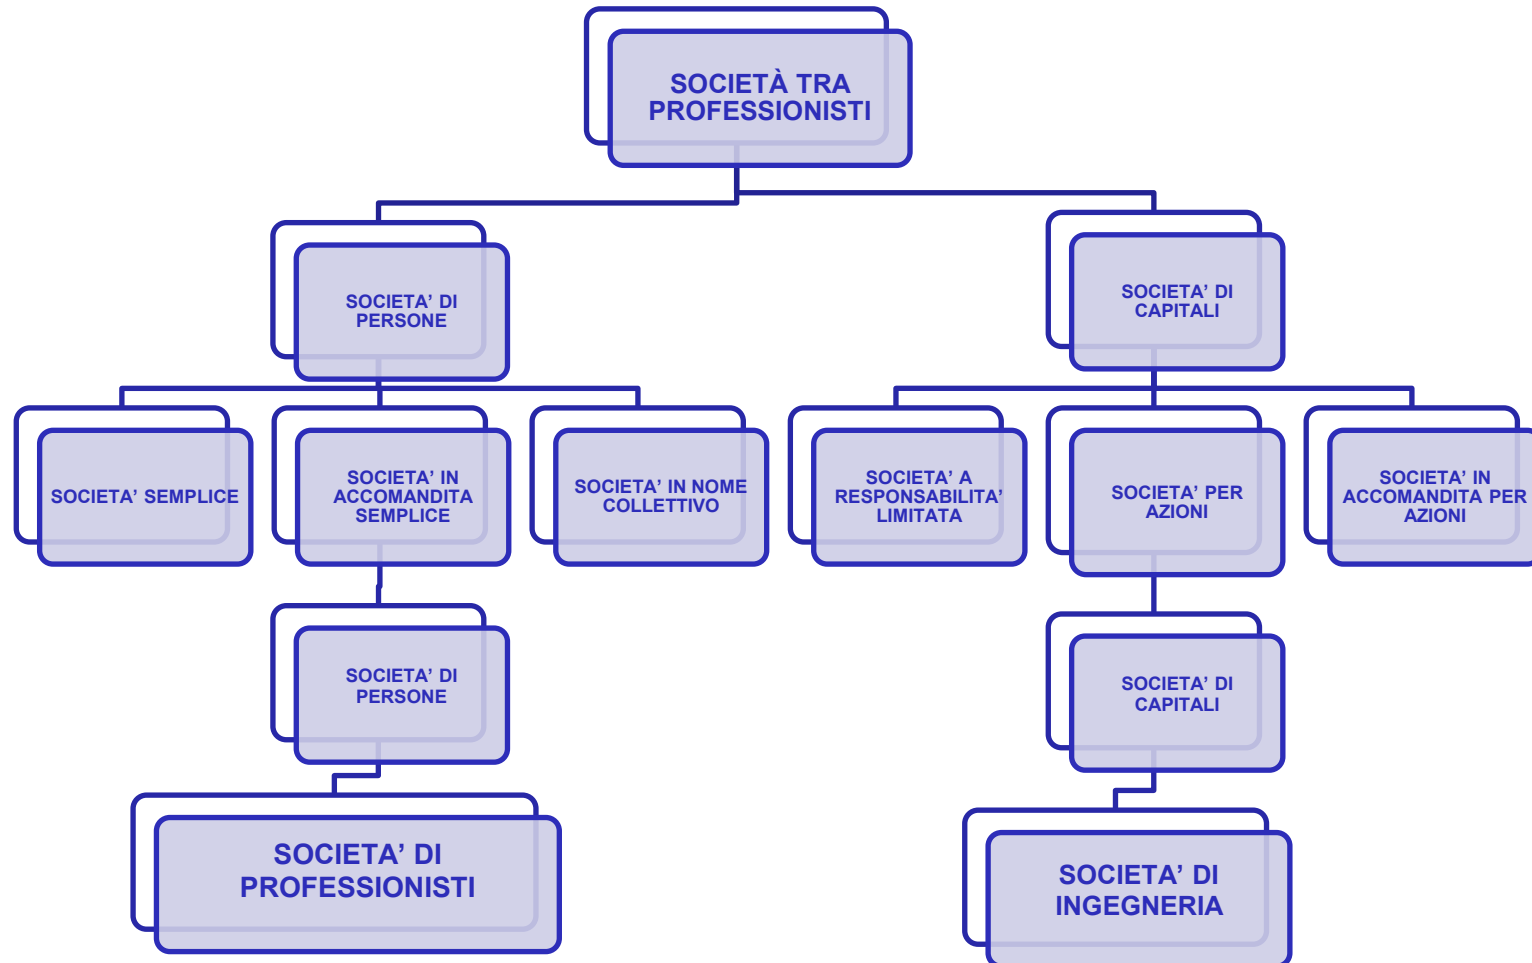 SOCIETÀ TRA
PROFESSIONISTI
SOCIETA’ DI
PERSONE
SOCIETA’ DI
CAPITALI
SOCIETA’ SEMPLICE
SOCIETA’ IN
ACCOMANDITA
SEMPLICE
SOCIETA’ IN NOME
COLLETTIVO
SOCIETA’ A
RESPONSABILITA’
LIMITATA
SOCIETA’ PER
AZIONI
SOCIETA’ IN
ACCOMANDITA PER
AZIONI
SOCIETA’ DI
PERSONE
SOCIETA’ DI
CAPITALI
SOCIETA’ DI
PROFESSIONISTI
SOCIETA’ DI
INGEGNERIA